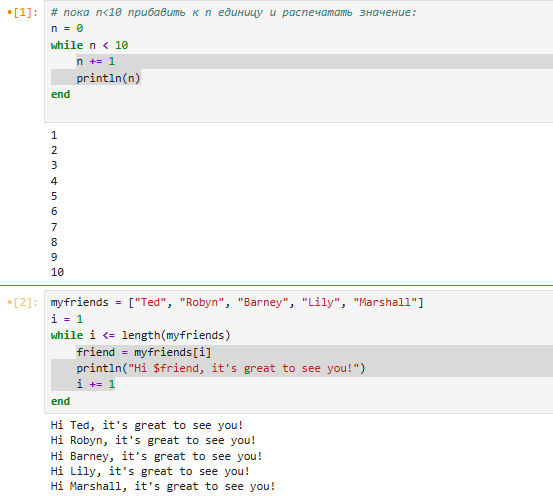 [1]: # пока n<10 прибавить к n единицу и распечатать значение:
n = 0
while n < 10
    n += 1
    println(n)
end
1
2
3
4
5
6
7
8
9
10
[2]: myfriends = ["Ted", "Robyn", "Barney", "Lily", "Marshall"]
i = 1
while i <= length(myfriends)
    friend = myfriends[i]
    println("Hi $friend, it's great to see you!")
    i += 1
end
Hi Ted, it's great to see you!
Hi Robyn, it's great to see you!
Hi Barney, it's great to see you!
Hi Lily, it's great to see you!
Hi Marshall, it's great to see you!